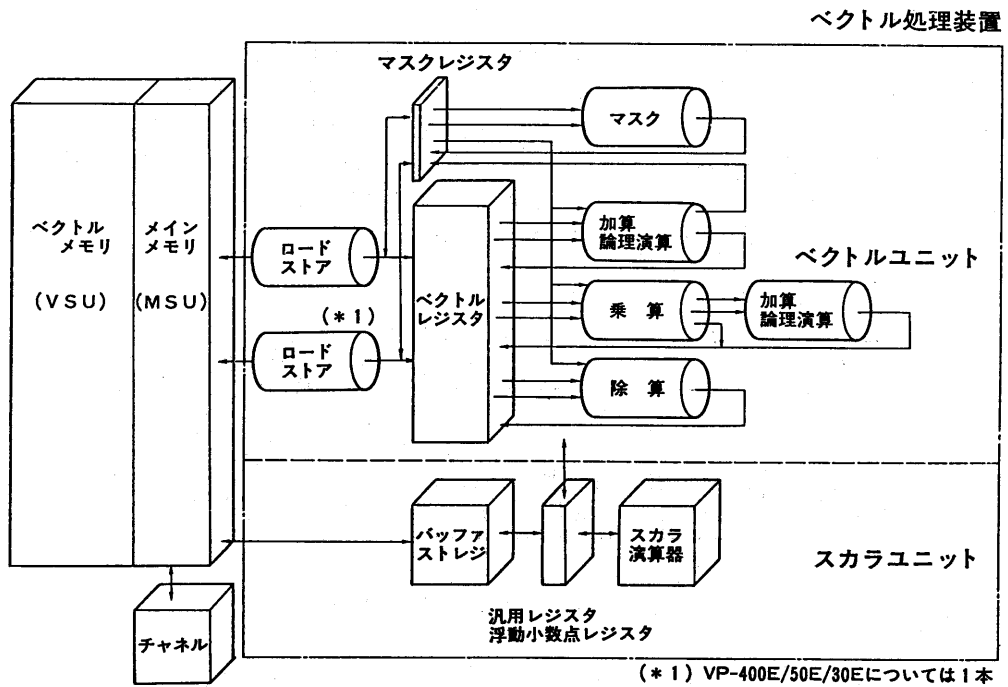 ベクトル処理装置
マスクレジスタ
マスク
ベクトル
メモリ
(VSU)
メイン
メモリ
(MSU)
ロード
ストア
(*1)
ロード
ストア
ベクトル
レジスタ
加算
論理演算
ベクトルユニット
乗 算
加算
論理演算
除 算
バッファ
ストレジ
スカラ
演算器
スカラユニット
汎用レジスタ
浮動小数点レジスタ
チャネル
(*1) VP-400E/50E/30Eについては1本